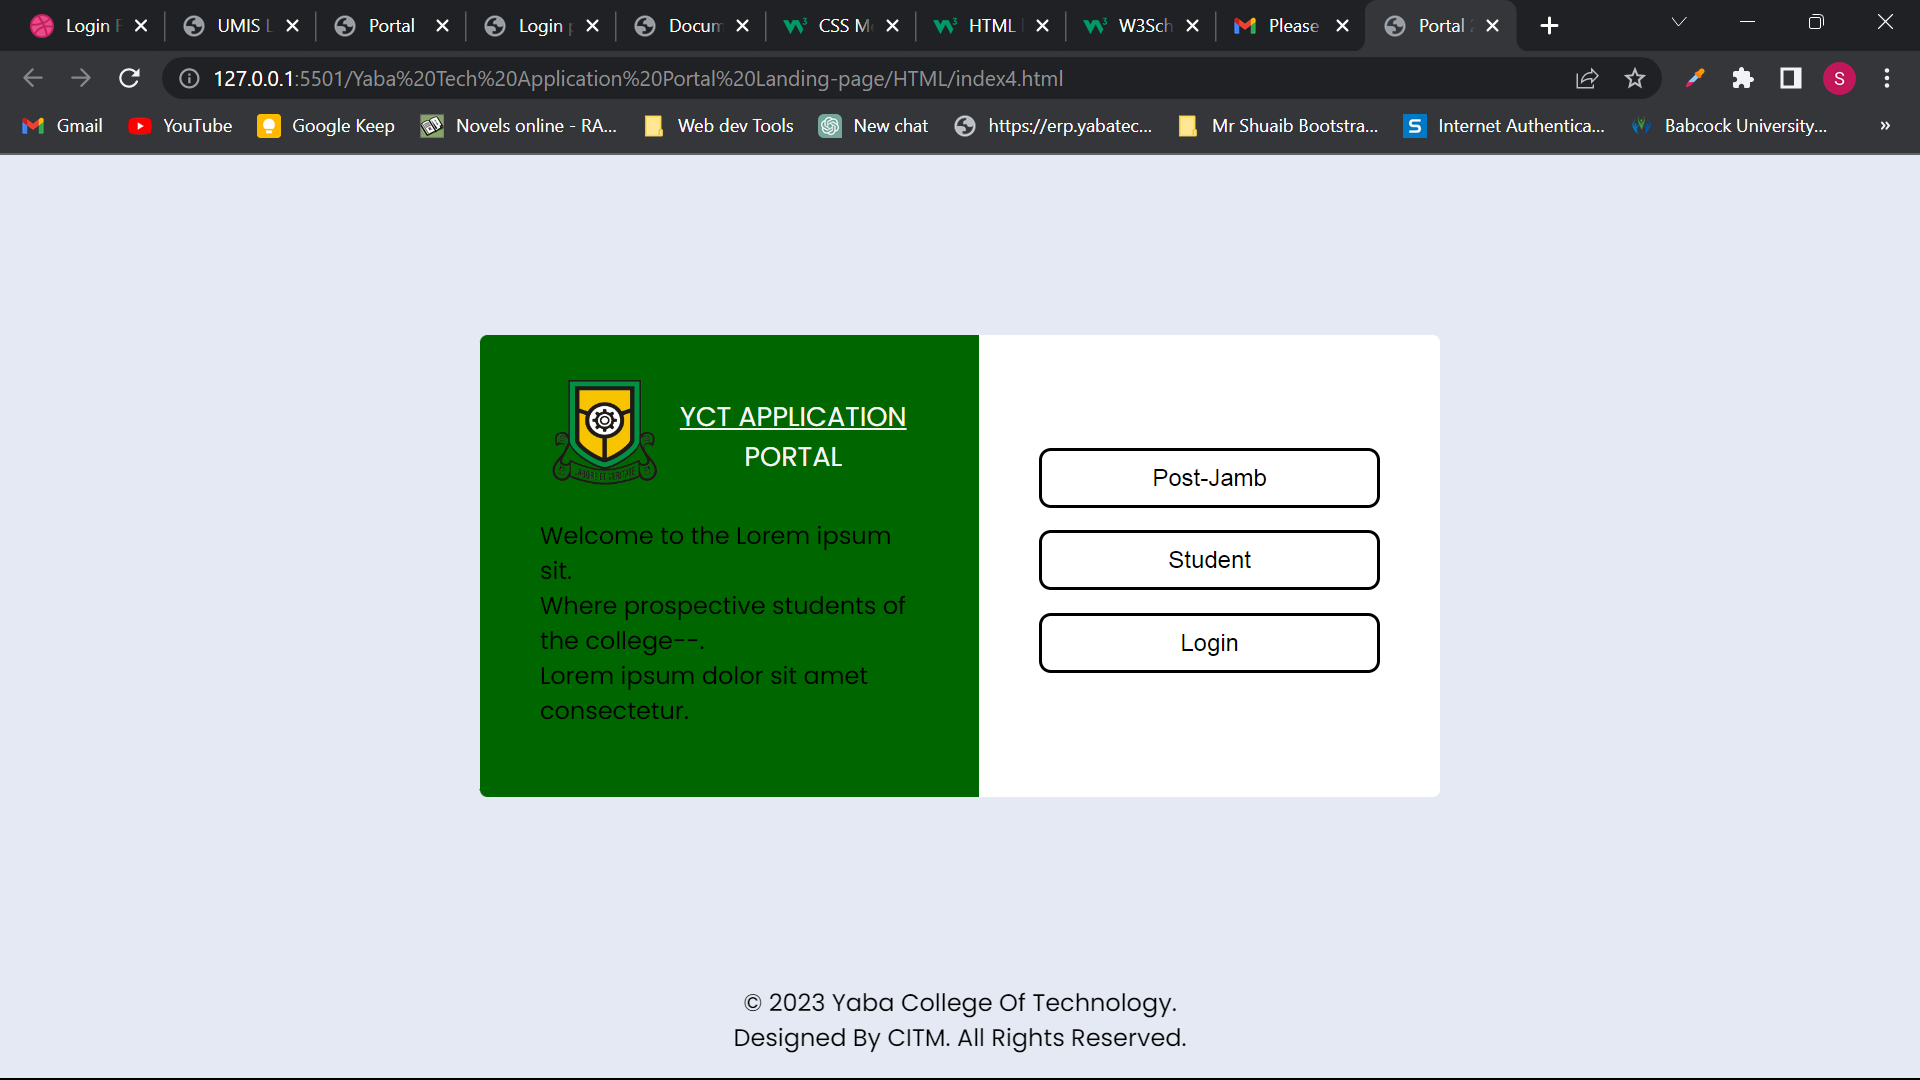 Login F
UMIS L
Portal
Login p
Docum
CSS Me
HTML
W3Sch
Please
Portal
127.0.0.1:5501/Yaba%20Tech%20Application%20Portal%20Landing-page/HTML/index4.html
S
Gmail
YouTube
Google Keep
Novels online - RA...
Web dev Tools
New chat
https://erp.yabatec...
Mr Shuaib Bootstra...
S
Internet Authentica...
Babcock University...
»
YCT APPLICATION
PORTAL
Welcome to the Lorem ipsum
sit.
Where prospective students of
the college--.
Lorem ipsum dolor sit amet
consectetur.
Post-Jamb
Student
Login
© 2023 Yaba College Of Technology.
Designed By CITM. All Rights Reserved.